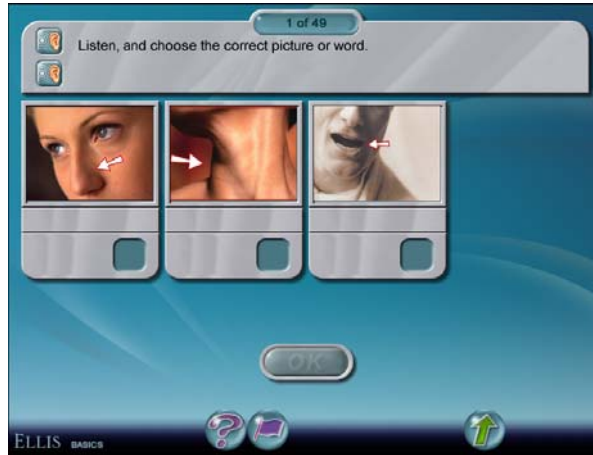 1 of 49
Listen, and choose the correct picture or word.
OK
ELLIS BASICS